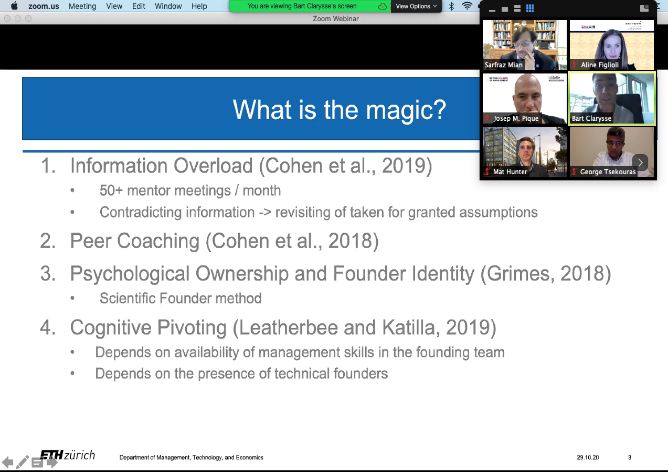 zoom.us Meeting View Edit Window Help
You are viewing Bart Clarysse's screen
View Options
Zoom Webinar
Sarfraz Mian
Aline Figlioli
Josep M. Pique
Bart Clarysse
Mat Hunter
George Tsekouras
What is the magic?
1. Information Overload (Cohen et al., 2019)
• 50+ mentor meetings / month
• Contradicting information -> revisiting of taken for granted assumptions
2. Peer Coaching (Cohen et al., 2018)
3. Psychological Ownership and Founder Identity (Grimes, 2018)
• Scientific Founder method
4. Cognitive Pivoting (Leatherbee and Katilla, 2019)
• Depends on availability of management skills in the founding team
• Depends on the presence of technical founders
ETH zürich
Department of Management, Technology, and Economics
29.10.20
3